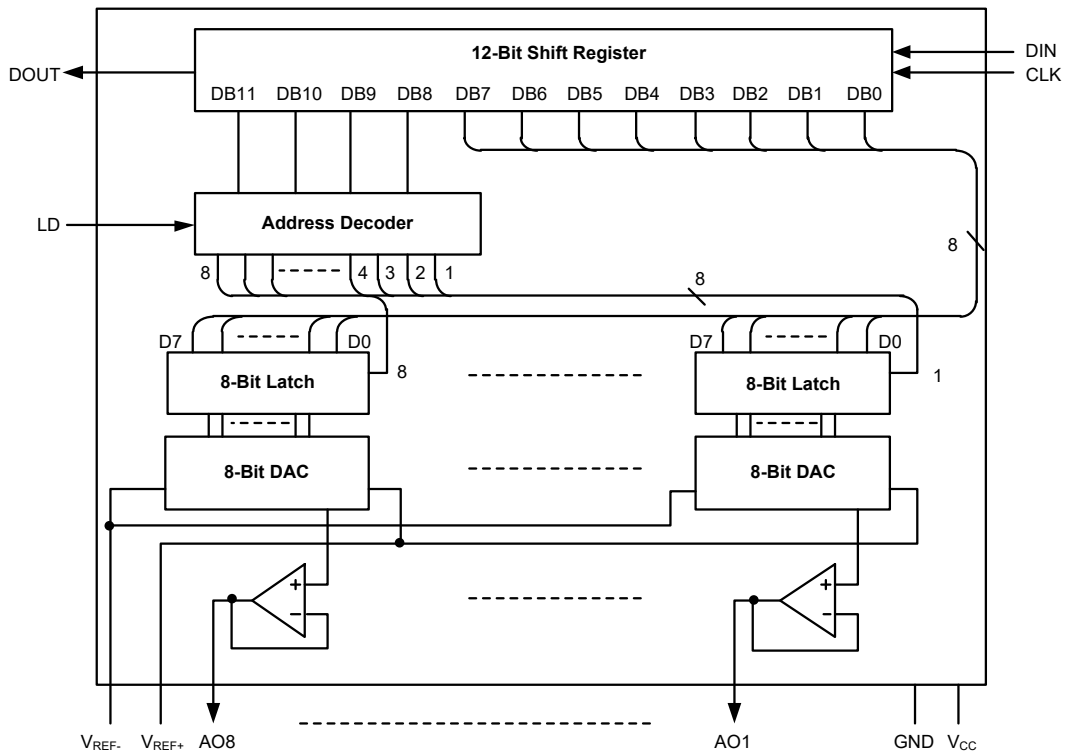 12-Bit Shift Register
DIN
DOUT
CLK
DB11 DB10 DB9 DB8 DB7 DB6 DB5 DB4 DB3 DB2 DB1 DB0
LD
Address Decoder
8
8 4 3 2 1
8
D7 D0 D7 D0
8-Bit Latch 8 8-Bit Latch 1
8-Bit DAC 8-Bit DAC
+ +
− −
VREF- VREF+ AO8 AO1 GND VCC